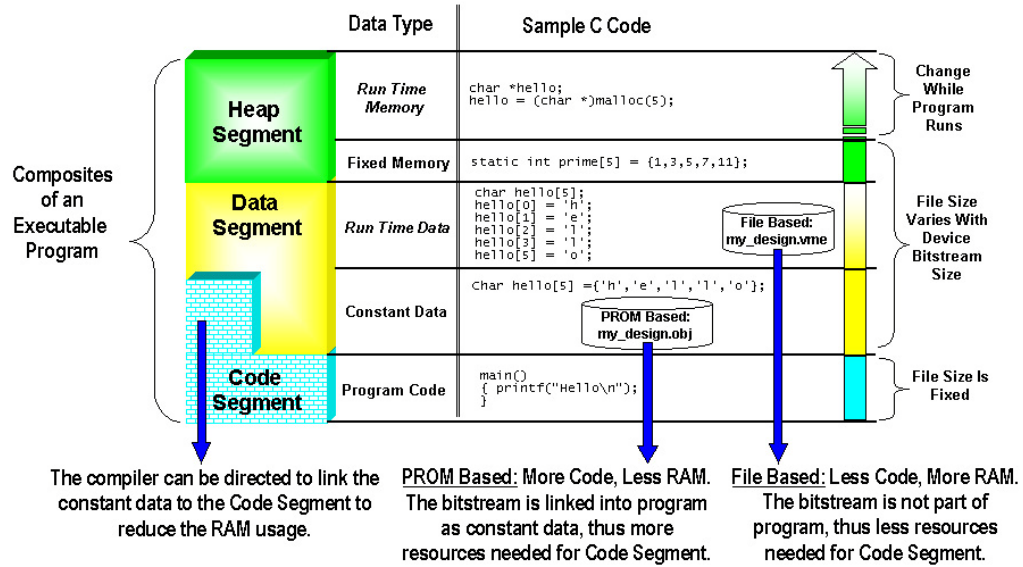 Data Type
Sample C Code
Composites
of an
Executable
Program
Heap
Segment
Run Time
Memory
char *hello;
hello = (char *)malloc(5);
Change
While
Program
Runs
Fixed Memory
static int prime[5] = {1,3,5,7,11};
Data
Segment
Run Time Data
char hello[5];
hello[0] = 'h';
hello[1] = 'e';
hello[2] = 'l';
hello[3] = 'l';
hello[5] = 'o';
File Based:
my_design.vme
File Size
Varies With
Device
Bitstream
Size
Constant Data
Char hello[5] ={'h','e','l','l','o'};
PROM Based:
my_design.obj
Code
Segment
Program Code
main()
{ printf("Hello\n");
}
File Size Is
Fixed
The compiler can be directed to link the
constant data to the Code Segment to
reduce the RAM usage.
PROM Based: More Code, Less RAM.
The bitstream is linked into program
as constant data, thus more
resources needed for Code Segment.
File Based: Less Code, More RAM.
The bitstream is not part of
program, thus less resources
needed for Code Segment.